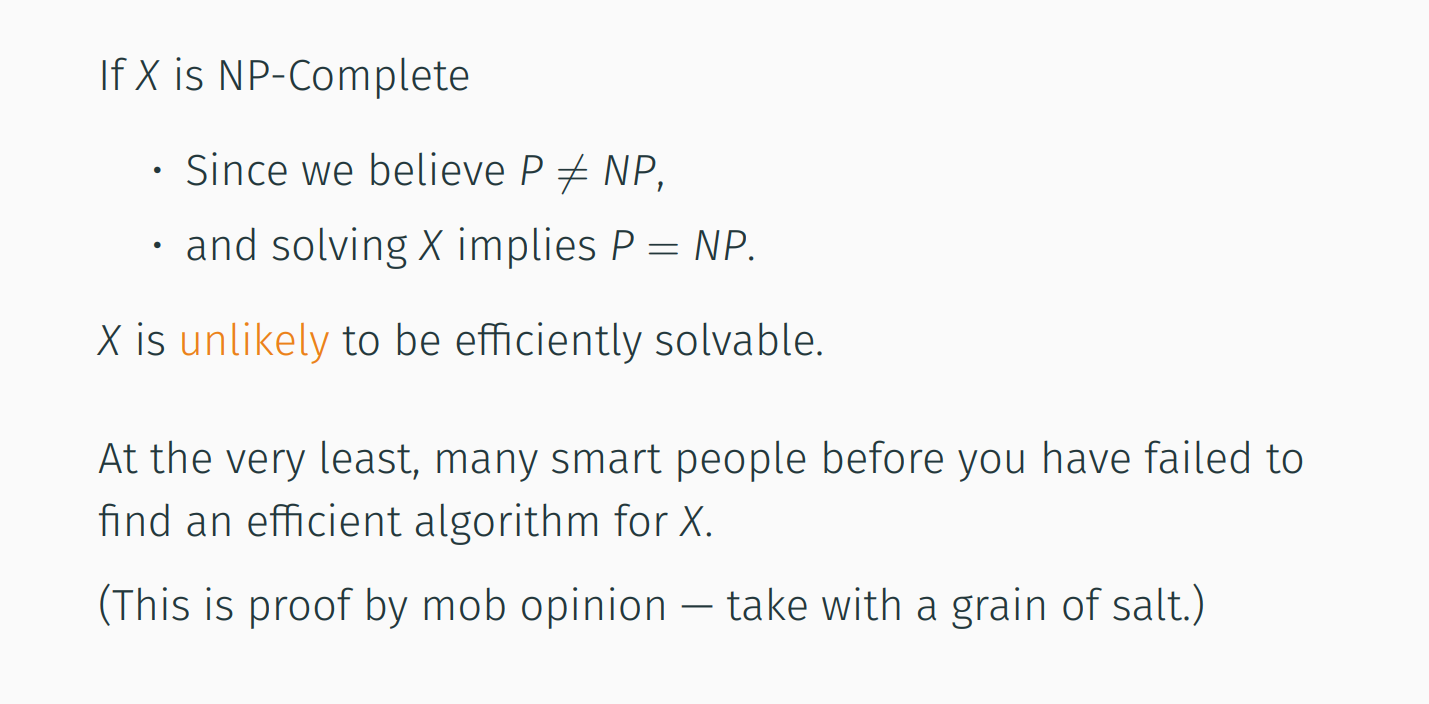 If X is NP-Complete
• Since we believe P ≠ NP,
• and solving X implies P = NP.
X is unlikely to be efficiently solvable.
At the very least, many smart people before you have failed to
find an efficient algorithm for X.
(This is proof by mob opinion — take with a grain of salt.)